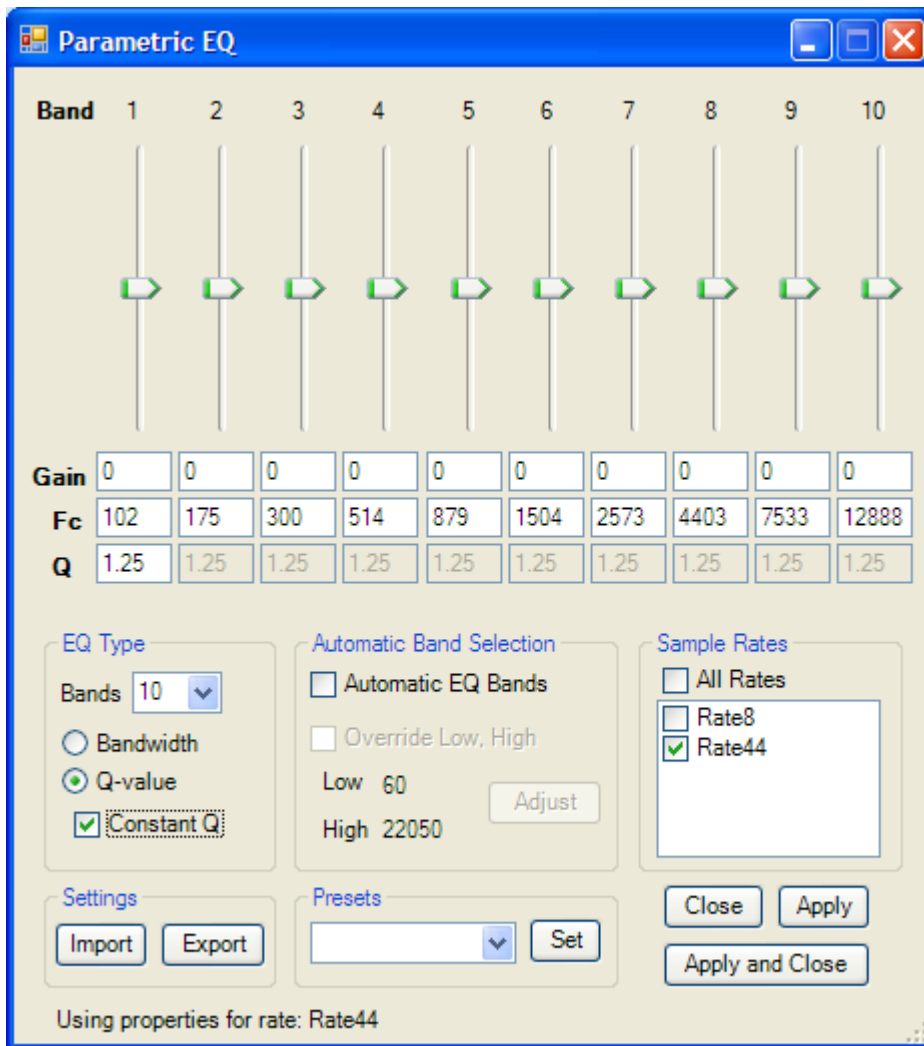 Parametric EQ
Band 1 2 3 4 5 6 7 8 9 10
Gain 0 0 0 0 0 0 0 0 0 0
Fc 102 175 300 514 879 1504 2573 4403 7533 12888
Q 1.25 1.25 1.25 1.25 1.25 1.25 1.25 1.25 1.25 1.25
EQ Type
Bands 10
Bandwidth
Q-value
Constant Q
Automatic Band Selection
Automatic EQ Bands
Override Low, High
Low 60
High 22050
Adjust
Sample Rates
All Rates
Rate8
Rate44
Settings
Import Export
Presets
Set
Close Apply
Apply and Close
Using properties for rate: Rate44